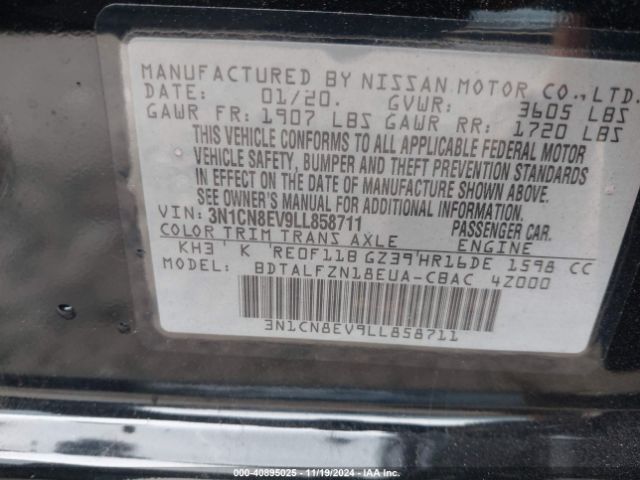 MANUFACTURED BY NISSAN MOTOR CO., LTD.
DATE: 01/20. GVWR: 3605 LBS
GAWR FR: 1907 LBS GAWR RR: 1720 LBS
THIS VEHICLE CONFORMS TO ALL APPLICABLE FEDERAL MOTOR
VEHICLE SAFETY, BUMPER AND THEFT PREVENTION STANDARDS
IN EFFECT ON THE DATE OF MANUFACTURE SHOWN ABOVE.
SEE OWNER'S MANUAL FOR ADDITIONAL INFORMATION.
VIN: 3N1CN8EV9LL858711 PASSENGER CAR.
COLOR TRIM TRANS AXLE ENGINE
KH3 ' K ' RE0F11B GZ39'HR16DE 1598 CC
MODEL: BDTALFZN18EUA-CBAC 4Z000
3N1CN8EV9LL858711
000-40895025 - 11/19/2024 - IAA Inc.